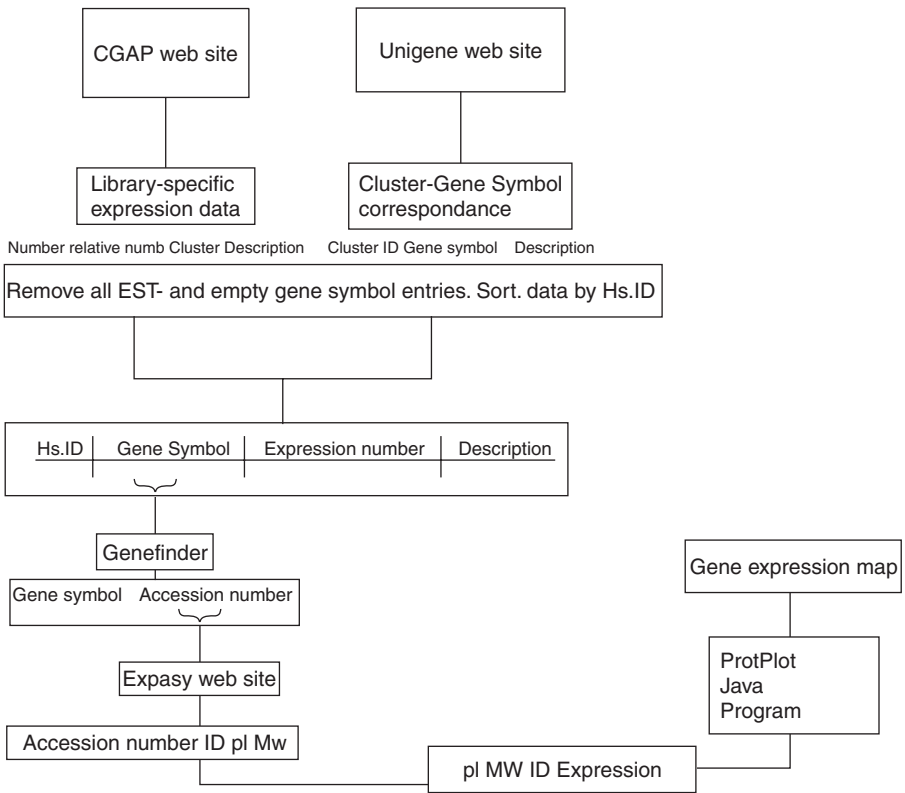 CGAP web site
Unigene web site
Library-specific
expression data
Cluster-Gene Symbol
correspondance
Number relative numb Cluster Description
Cluster ID Gene symbol Description
Remove all EST- and empty gene symbol entries. Sort. data by Hs.ID
Hs.ID Gene Symbol Expression number Description
Genefinder
Gene symbol Accession number
Expasy web site
Accession number ID pl Mw
pl MW ID Expression
Gene expression map
ProtPlot
Java
Program